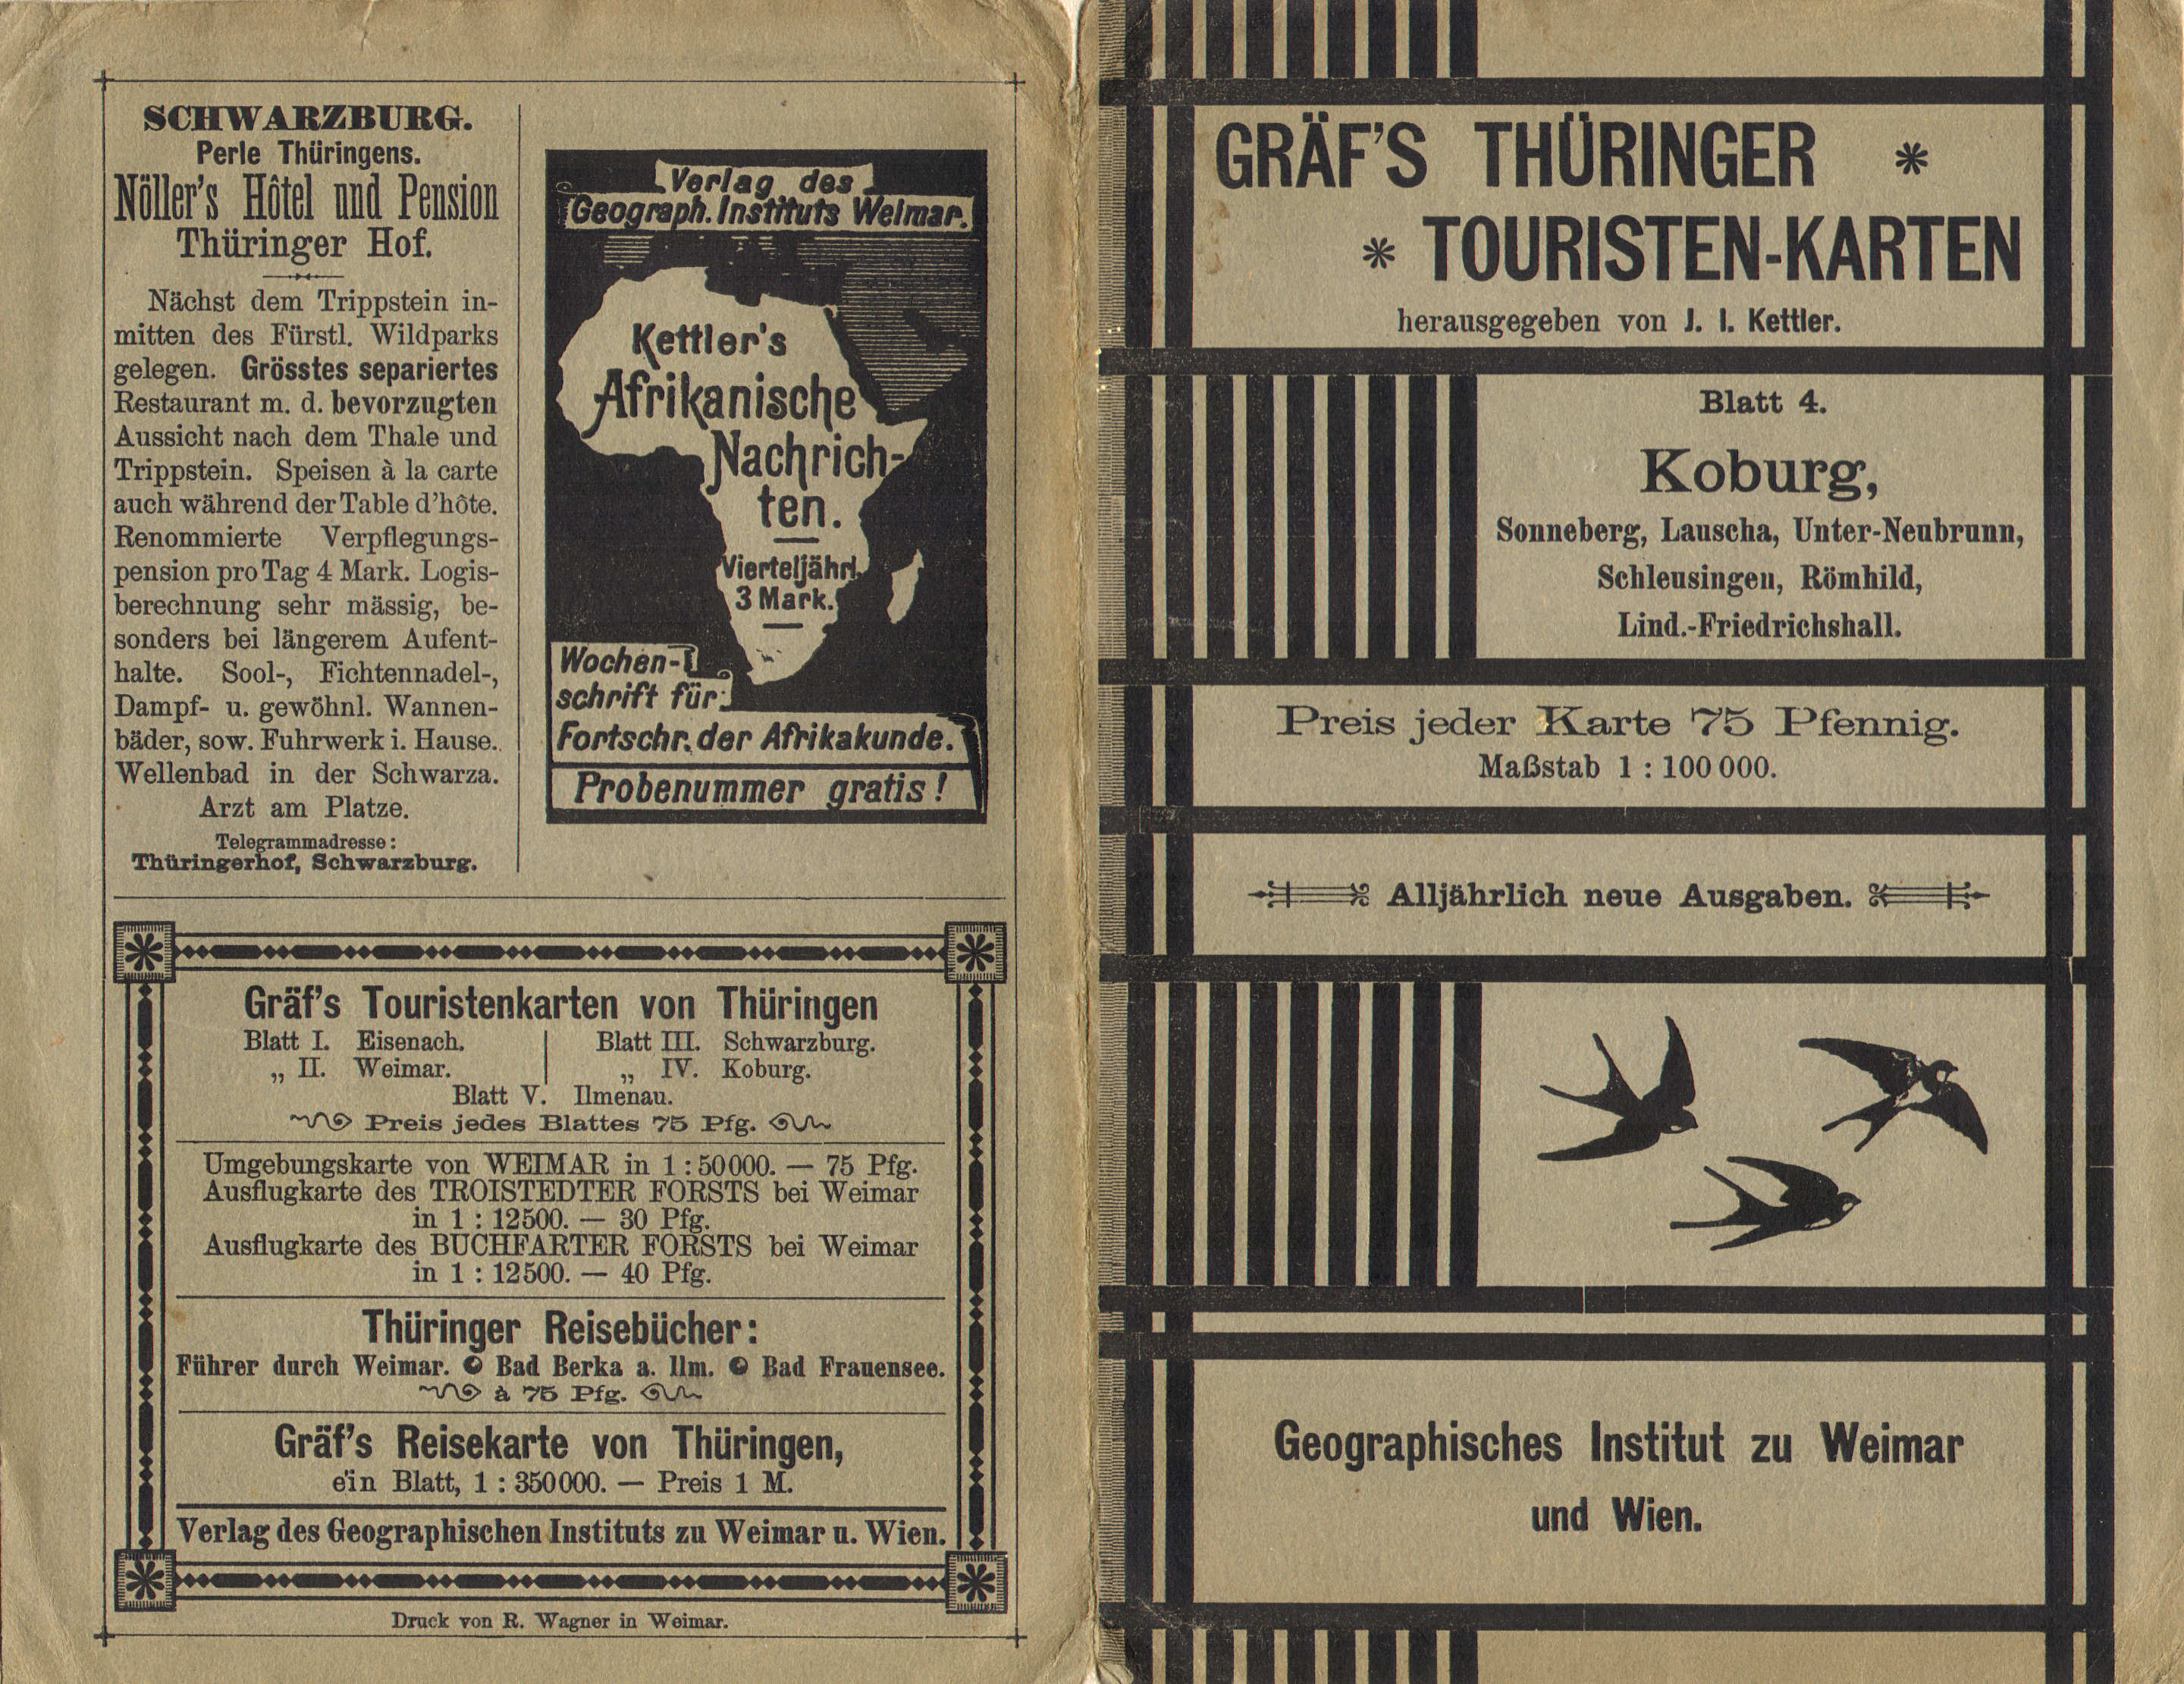 SCHWARZBURG.
Perle Thüringens.
Nöller's Hôtel und Pension
Thüringer Hof.
Nächst dem Trippstein in-
mitten des Fürstl. Wildparks
gelegen. Grösstes separiertes
Restaurant m. d. bevorzugten
Aussicht nach dem Thale und
Trippstein. Speisen à la carte
auch während der Table d'hôte.
Renommierte Verpflegungs-
pension pro Tag 4 Mark. Logis-
berechnung sehr mässig, be-
sonders bei längerem Aufent-
halte. Sool-, Fichtennadel-,
Dampf- u. gewöhnl. Wannen-
bäder, sow. Fuhrwerk i. Hause.
Wellenbad in der Schwarza.
Arzt am Platze.
Telegrammadresse:
Thüringerhof, Schwarzburg.
Verlag des
Geograph. Instituts Weimar.
Kettler's
Afrikanische
Nachrich-
ten.
Vierteljährl.
3 Mark.
Wochen-
schrift für
Fortschr. der Afrikakunde.
Probenummer gratis!
Gräf's Touristenkarten von Thüringen
Blatt I. Eisenach. Blatt III. Schwarzburg.
„ II. Weimar. „ IV. Koburg.
Blatt V. Ilmenau.
Preis jedes Blattes 75 Pfg.
Umgebungskarte von WEIMAR in 1:50000. — 75 Pfg.
Ausflugkarte des TROISTEDTER FORSTS bei Weimar
in 1 : 12500. — 30 Pfg.
Ausflugkarte des BUCHFARTER FORSTS bei Weimar
in 1 : 12500. — 40 Pfg.
Thüringer Reisebücher:
Führer durch Weimar. Bad Berka a. Ilm. Bad Frauensee.
à 75 Pfg.
Gräf's Reisekarte von Thüringen,
ein Blatt, 1 : 350000. — Preis 1 M.
Verlag des Geographischen Instituts zu Weimar u. Wien.
Druck von R. Wagner in Weimar.
GRÄF'S THÜRINGER *
* TOURISTEN-KARTEN
herausgegeben von J. I. Kettler.
Blatt 4.
Koburg,
Sonneberg, Lauscha, Unter-Neubrunn,
Schleusingen, Römhild,
Lind.-Friedrichshall.
Preis jeder Karte 75 Pfennig.
Maßstab 1 : 100 000.
Alljährlich neue Ausgaben.
Geographisches Institut zu Weimar
und Wien.